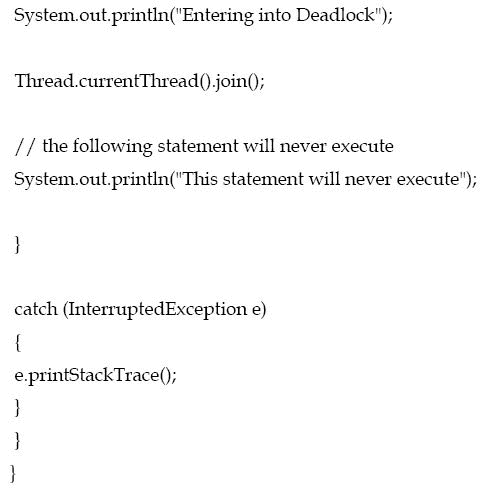 System.out.println("Entering into Deadlock");
Thread.currentThread().join();
// the following statement will never execute
System.out.println("This statement will never execute");
}
catch (InterruptedException e)
{
e.printStackTrace();
}
}
}